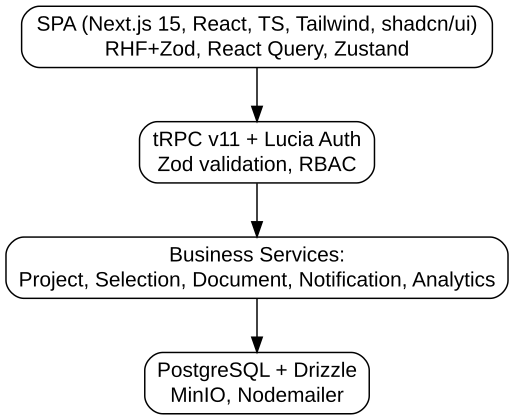 SPA (Next.js 15, React, TS, Tailwind, shadcn/ui)
RHF+Zod, React Query, Zustand
tRPC v11 + Lucia Auth
Zod validation, RBAC
Business Services:
Project, Selection, Document, Notification, Analytics
PostgreSQL + Drizzle
MinIO, Nodemailer